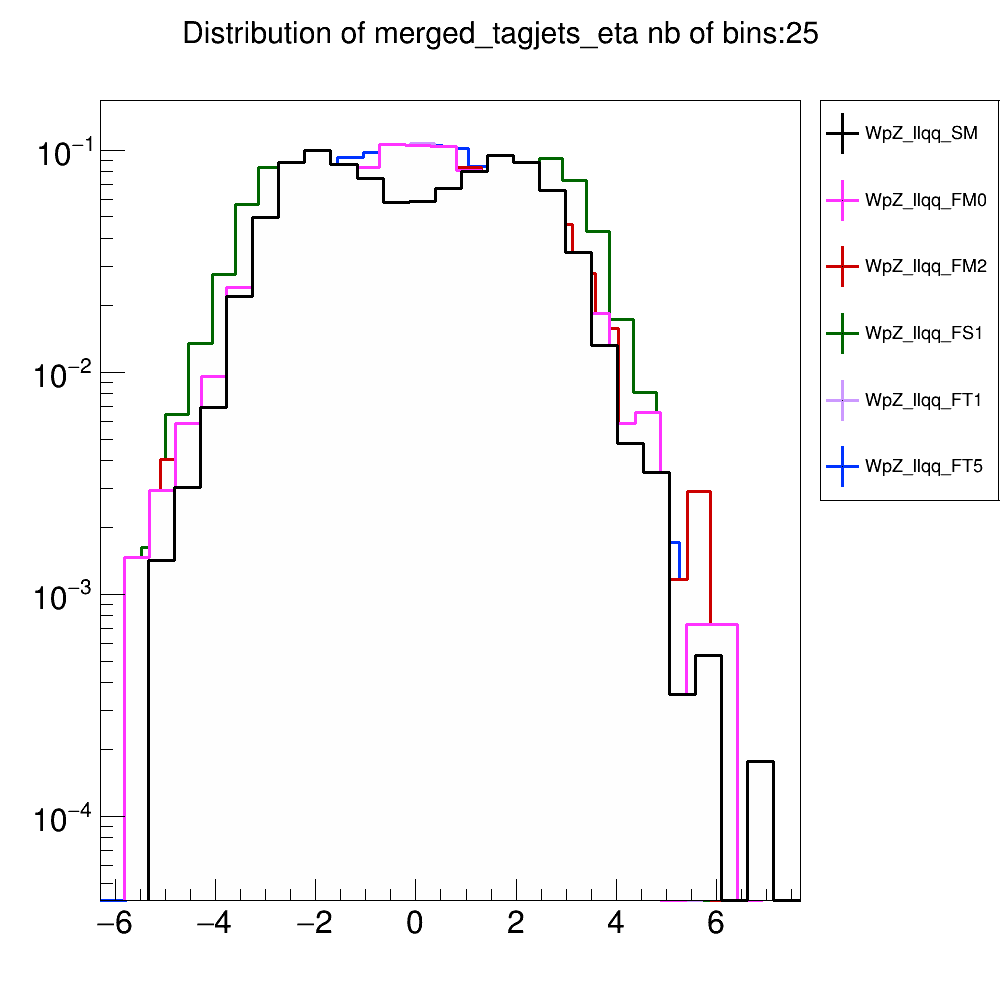 Distribution of merged_tagjets_eta nb of bins:25
10⁻¹
10⁻²
10⁻³
10⁻⁴
−6 −4 −2 0 2 4 6
WpZ_llqq_SM
WpZ_llqq_FM0
WpZ_llqq_FM2
WpZ_llqq_FS1
WpZ_llqq_FT1
WpZ_llqq_FT5